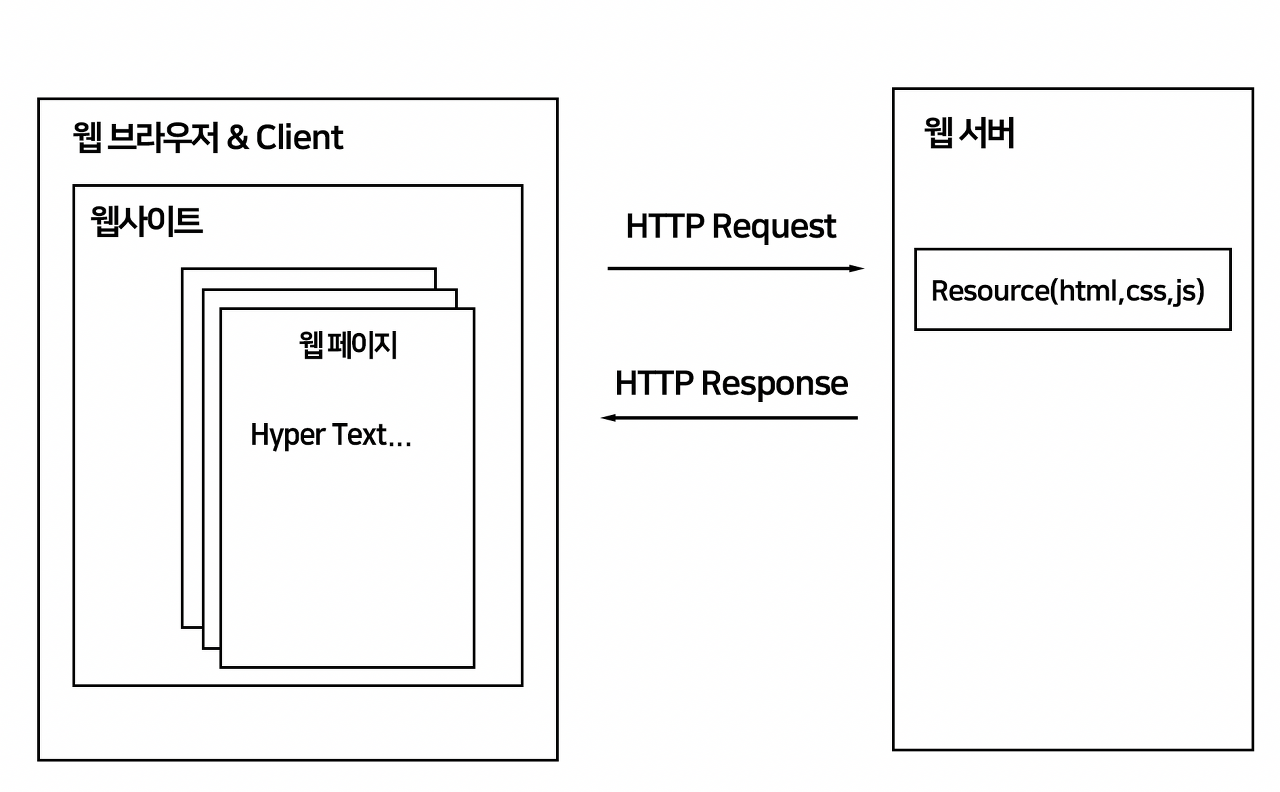 웹 브라우저 & Client
웹사이트
웹 페이지
Hyper Text...
HTTP Request
HTTP Response
웹 서버
Resource(html,css,js)